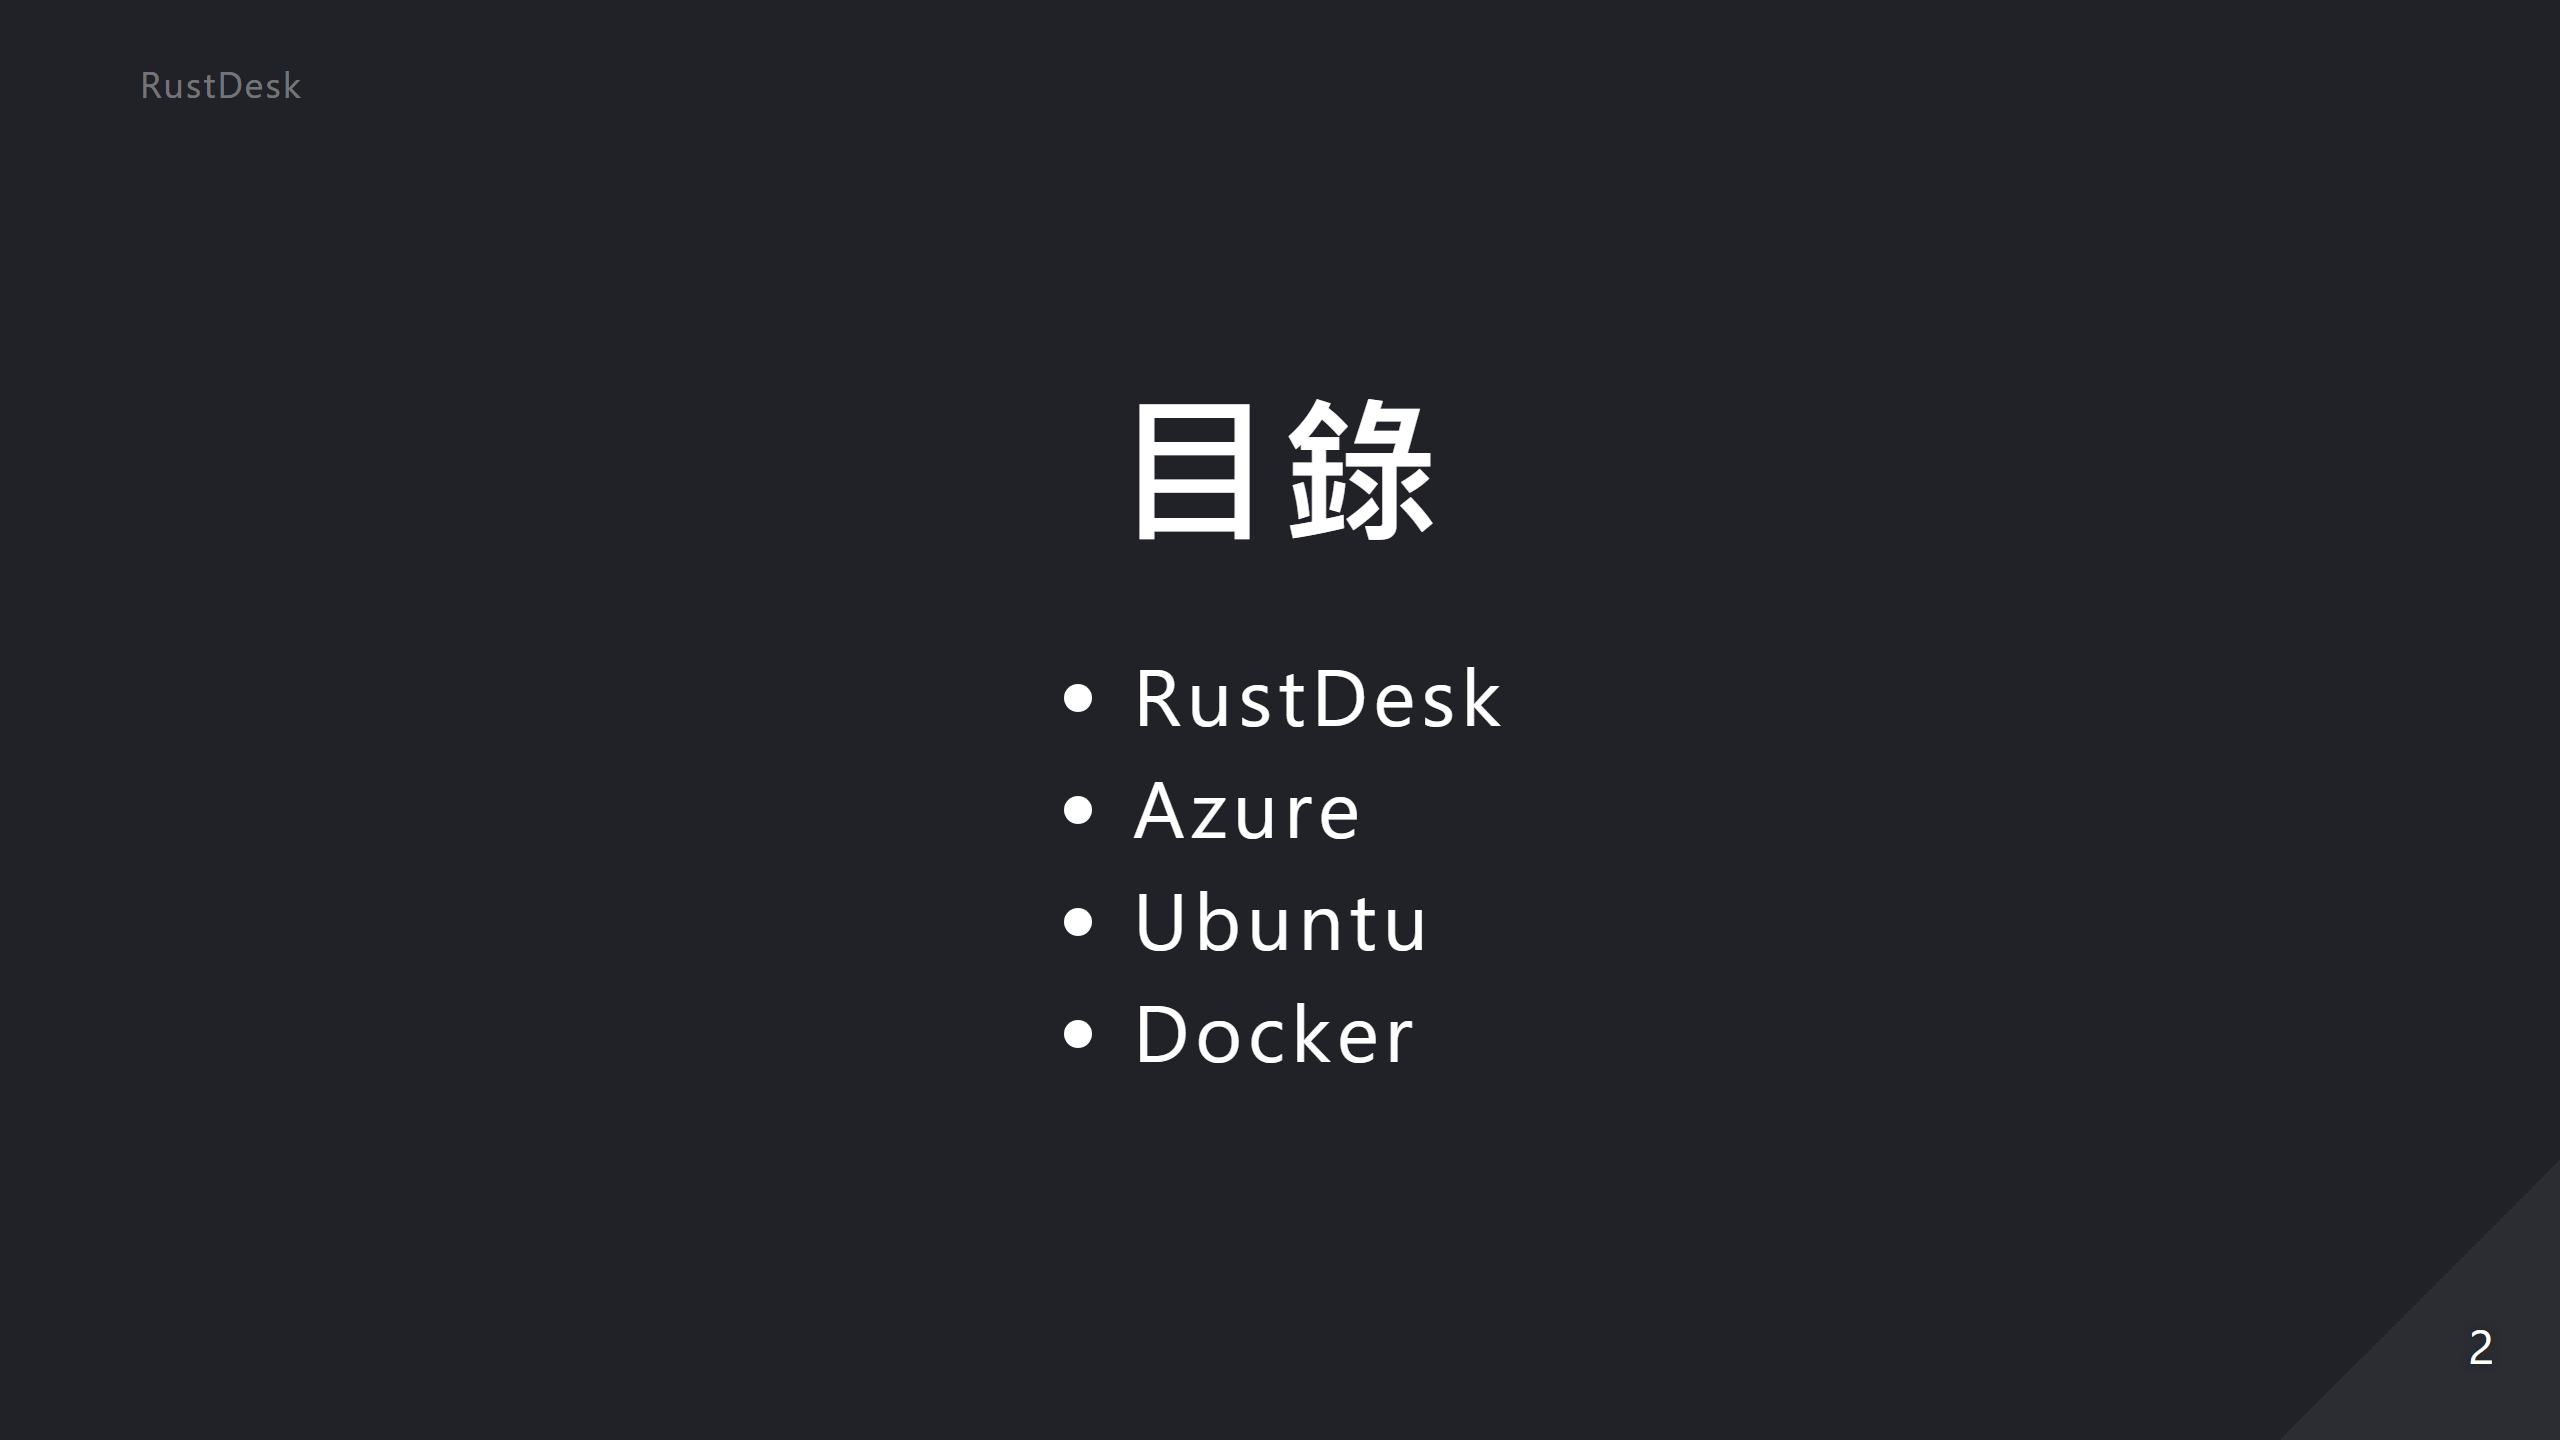 RustDesk
目錄
• RustDesk
• Azure
• Ubuntu
• Docker
2